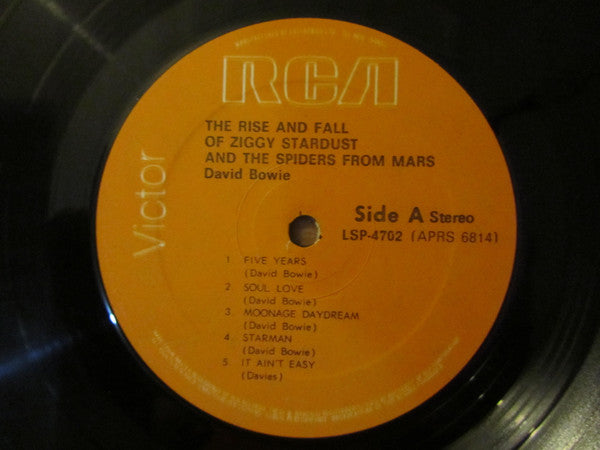 RCA
THE RISE AND FALL
OF ZIGGY STARDUST
AND THE SPIDERS FROM MARS
David Bowie
Victor
Side A Stereo
LSP-4702 (APRS 6814)
1. FIVE YEARS
(David Bowie)
2. SOUL LOVE
(David Bowie)
3. MOONAGE DAYDREAM
(David Bowie)
4. STARMAN
(David Bowie)
5. IT AIN'T EASY
(Davies)